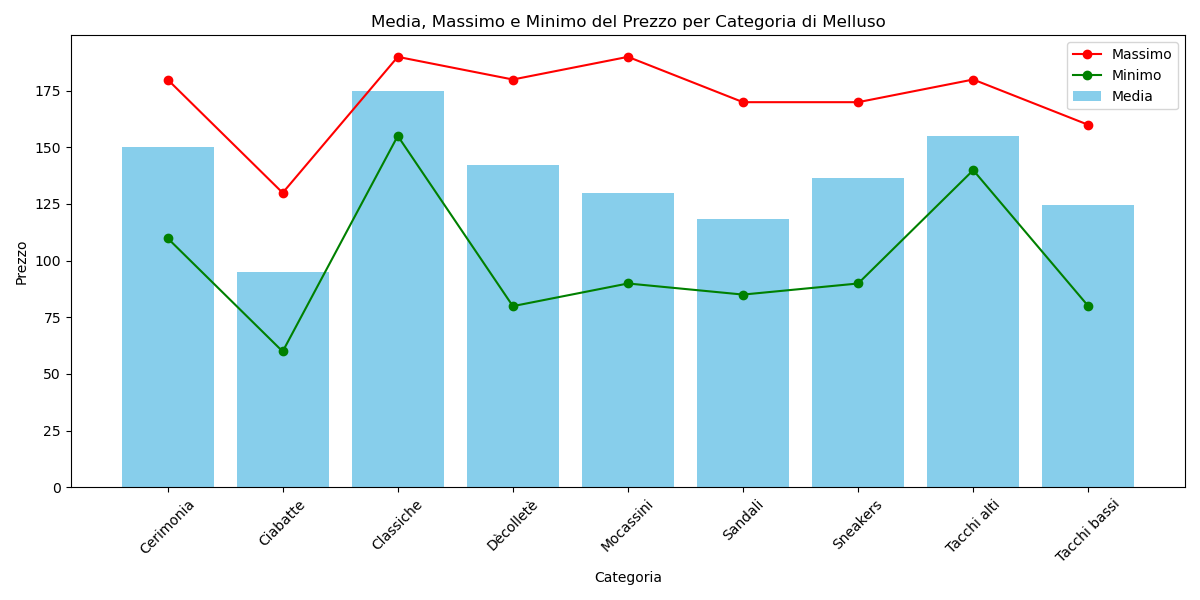 Media, Massimo e Minimo del Prezzo per Categoria di Melluso
Massimo
Minimo
Media
Prezzo
175
150
125
100
75
50
25
0
Cerimonia
Ciabatte
Classiche
Dècolletè
Mocassini
Sandali
Sneakers
Tacchi alti
Tacchi bassi
Categoria